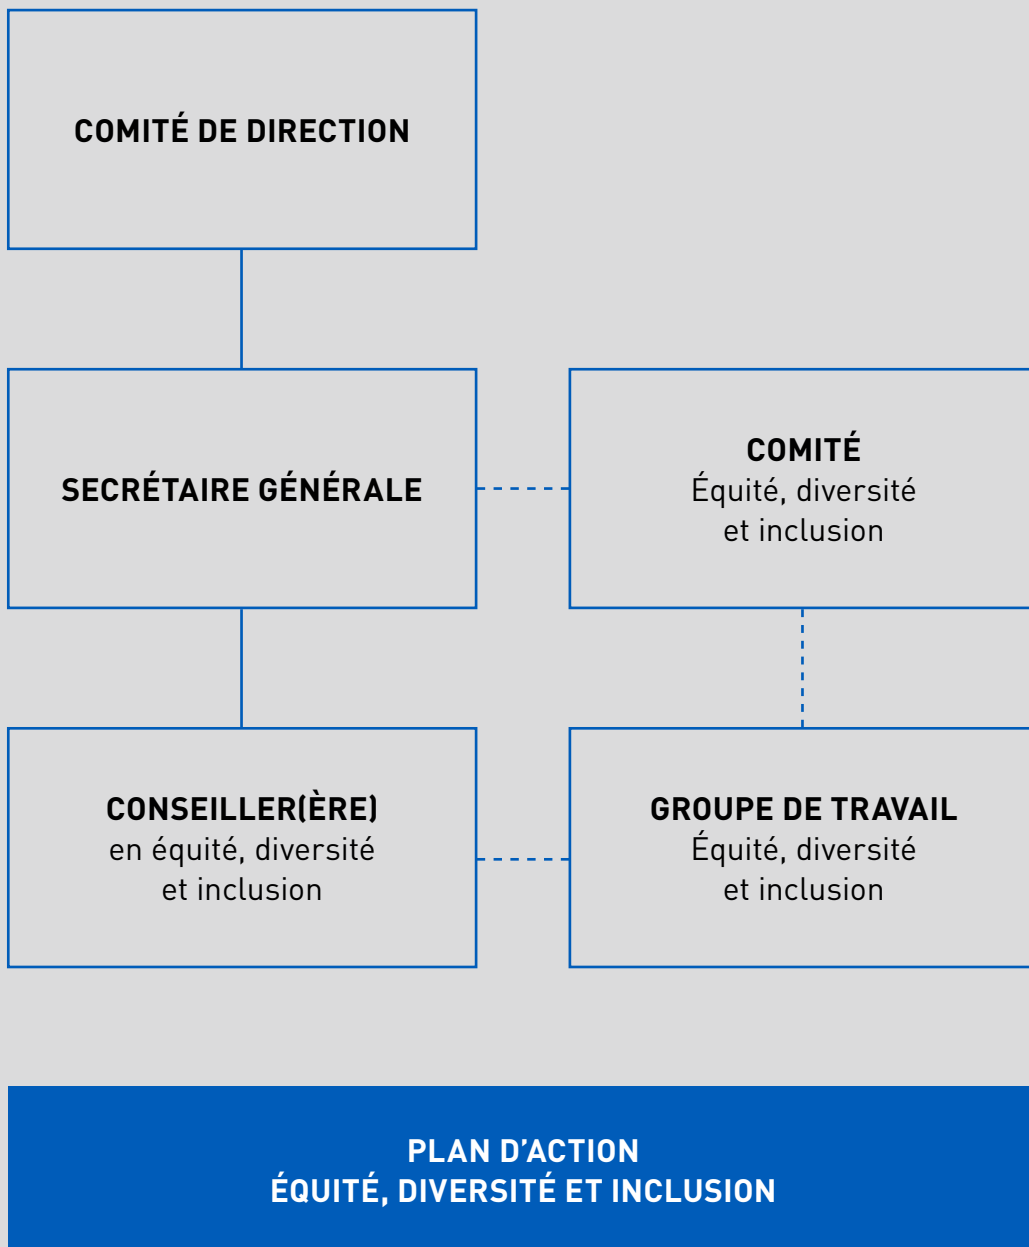 COMITÉ DE DIRECTION
SECRÉTAIRE GÉNÉRALE
COMITÉ
Équité, diversité
et inclusion
CONSEILLER(ÈRE)
en équité, diversité
et inclusion
GROUPE DE TRAVAIL
Équité, diversité
et inclusion
PLAN D’ACTION
ÉQUITÉ, DIVERSITÉ ET INCLUSION